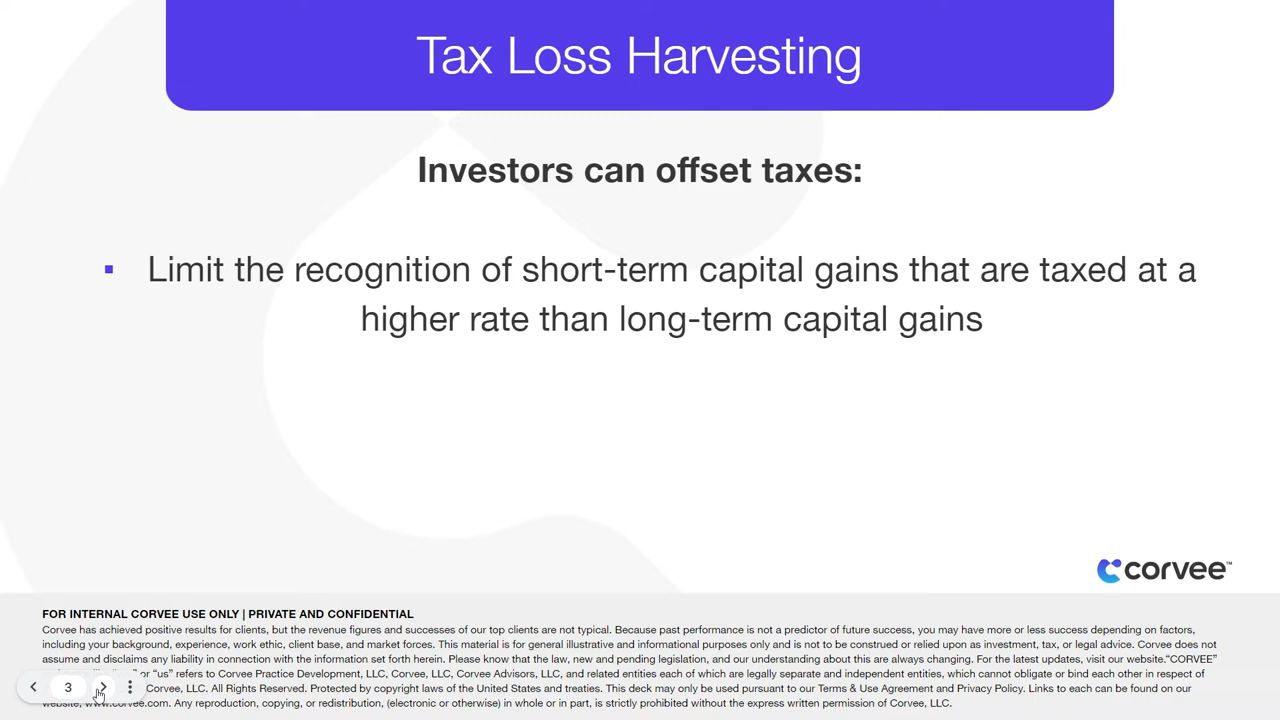 Tax Loss Harvesting
Investors can offset taxes:
▪ Limit the recognition of short-term capital gains that are taxed at a
higher rate than long-term capital gains
corvee™
FOR INTERNAL CORVEE USE ONLY | PRIVATE AND CONFIDENTIAL
Corvee has achieved positive results for clients, but the revenue figures and successes of our top clients are not typical. Because past performance is not a predictor of future success, you may have more or less success depending on factors,
including your background, experience, work ethic, client base, and market forces. This material is for general illustrative and informational purposes only and is not to be construed or relied upon as investment, tax, or legal advice. Corvee does not
assume and disclaims any liability in connection with the information set forth herein. Please know that the law, new and pending legislation, and our understanding about this are always changing. For the latest updates, visit our website.“CORVEE”
or “us” refers to Corvee Practice Development, LLC, Corvee, LLC, Corvee Advisors, LLC, and related entities each of which are legally separate and independent entities, which cannot obligate or bind each other in respect of
3 Corvee, LLC. All Rights Reserved. Protected by copyright laws of the United States and treaties. This deck may only be used pursuant to our Terms & Use Agreement and Privacy Policy. Links to each can be found on our
website, www.corvee.com. Any reproduction, copying, or redistribution, (electronic or otherwise) in whole or in part, is strictly prohibited without the express written permission of Corvee, LLC.